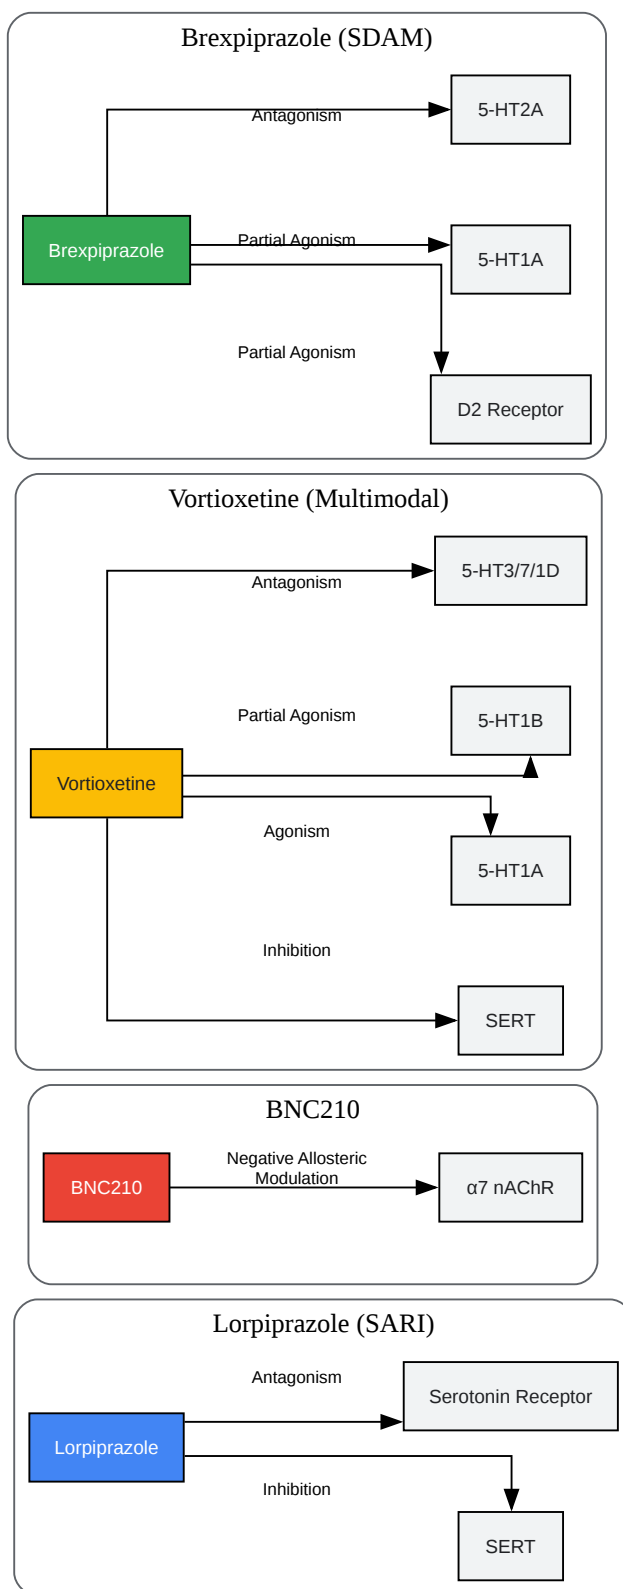 Brexpiprazole (SDAM)
Antagonism
5-HT2A
Brexpiprazole
Partial Agonism
5-HT1A
Partial Agonism
D2 Receptor
Vortioxetine (Multimodal)
Antagonism
5-HT3/7/1D
Partial Agonism
5-HT1B
Vortioxetine
Agonism
5-HT1A
Inhibition
SERT
BNC210
BNC210
Negative Allosteric
Modulation
α7 nAChR
Lorpiprazole (SARI)
Antagonism
Serotonin Receptor
Lorpiprazole
Inhibition
SERT